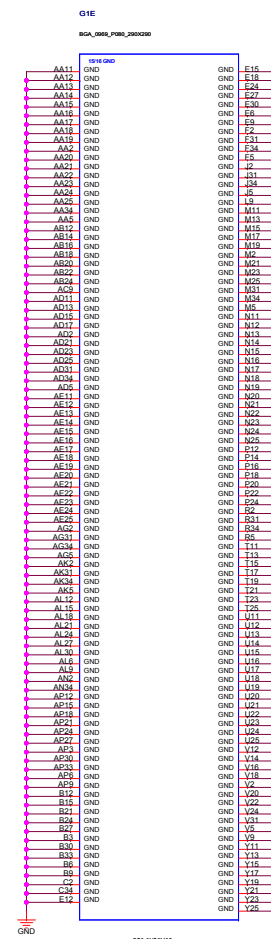 G1E
BGA_0969_P080_290X290
15/16 GND
AA11 GND GND E15
AA12 GND GND E18
AA13 GND GND E24
AA14 GND GND E27
AA15 GND GND E30
AA16 GND GND E6
AA17 GND GND E9
AA18 GND GND F2
AA19 GND GND F31
AA2 GND GND F34
AA20 GND GND F5
AA21 GND GND J2
AA22 GND GND J31
AA23 GND GND J34
AA24 GND GND J5
AA25 GND GND L9
AA34 GND GND M11
AA5 GND GND M13
AB12 GND GND M15
AB14 GND GND M17
AB16 GND GND M19
AB18 GND GND M2
AB20 GND GND M21
AB22 GND GND M23
AB24 GND GND M25
AC9 GND GND M31
AD11 GND GND M34
AD13 GND GND M5
AD15 GND GND N11
AD17 GND GND N12
AD2 GND GND N13
AD21 GND GND N14
AD23 GND GND N15
AD25 GND GND N16
AD31 GND GND N17
AD34 GND GND N18
AD5 GND GND N19
AE11 GND GND N20
AE12 GND GND N21
AE13 GND GND N22
AE14 GND GND N23
AE15 GND GND N24
AE16 GND GND N25
AE17 GND GND P12
AE18 GND GND P14
AE19 GND GND P16
AE20 GND GND P18
AE21 GND GND P20
AE22 GND GND P22
AE23 GND GND P24
AE24 GND GND R2
AE25 GND GND R31
AG2 GND GND R34
AG31 GND GND R5
AG34 GND GND T11
AG5 GND GND T13
AK2 GND GND T15
AK31 GND GND T17
AK34 GND GND T19
AK5 GND GND T21
AL12 GND GND T23
AL15 GND GND T25
AL18 GND GND U11
AL21 GND GND U12
AL24 GND GND U13
AL27 GND GND U14
AL30 GND GND U15
AL6 GND GND U16
AL9 GND GND U17
AN2 GND GND U18
AN34 GND GND U19
AP12 GND GND U20
AP15 GND GND U21
AP18 GND GND U22
AP21 GND GND U23
AP24 GND GND U24
AP27 GND GND U25
AP3 GND GND V12
AP30 GND GND V14
AP33 GND GND V16
AP6 GND GND V18
AP9 GND GND V2
B12 GND GND V20
B15 GND GND V22
B21 GND GND V24
B24 GND GND V31
B27 GND GND V5
B3 GND GND V9
B30 GND GND Y11
B33 GND GND Y13
B6 GND GND Y15
B9 GND GND Y17
C2 GND GND Y19
C34 GND GND Y21
E12 GND GND Y23
GND Y25
GND